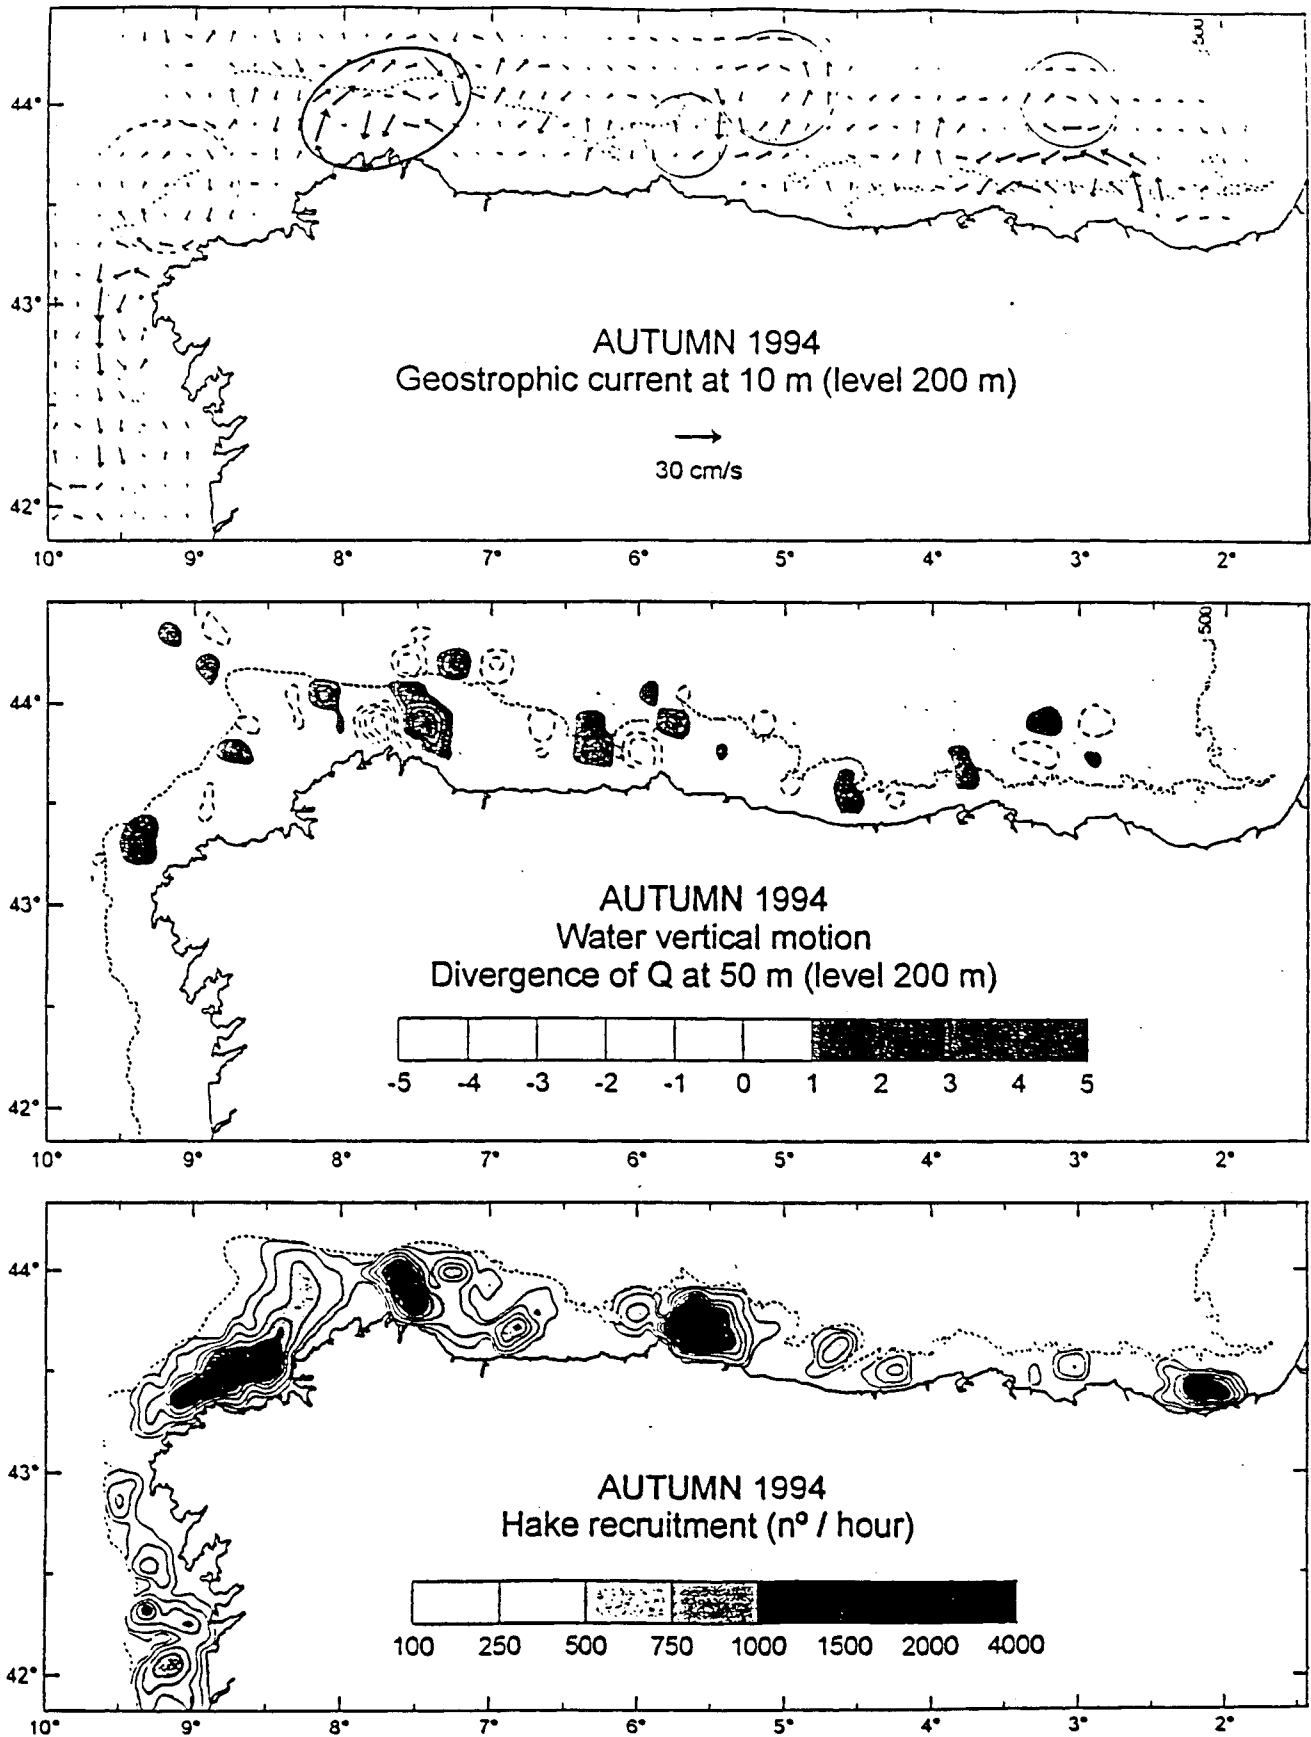 500
44°
43°
42°
AUTUMN 1994
Geostrophic current at 10 m (level 200 m)
30 cm/s
10° 9° 8° 7° 6° 5° 4° 3° 2°
500
44°
43°
42°
AUTUMN 1994
Water vertical motion
Divergence of Q at 50 m (level 200 m)
-5 -4 -3 -2 -1 0 1 2 3 4 5
10° 9° 8° 7° 6° 5° 4° 3° 2°
44°
43°
42°
AUTUMN 1994
Hake recruitment (nº / hour)
100 250 500 750 1000 1500 2000 4000
10° 9° 8° 7° 6° 5° 4° 3° 2°